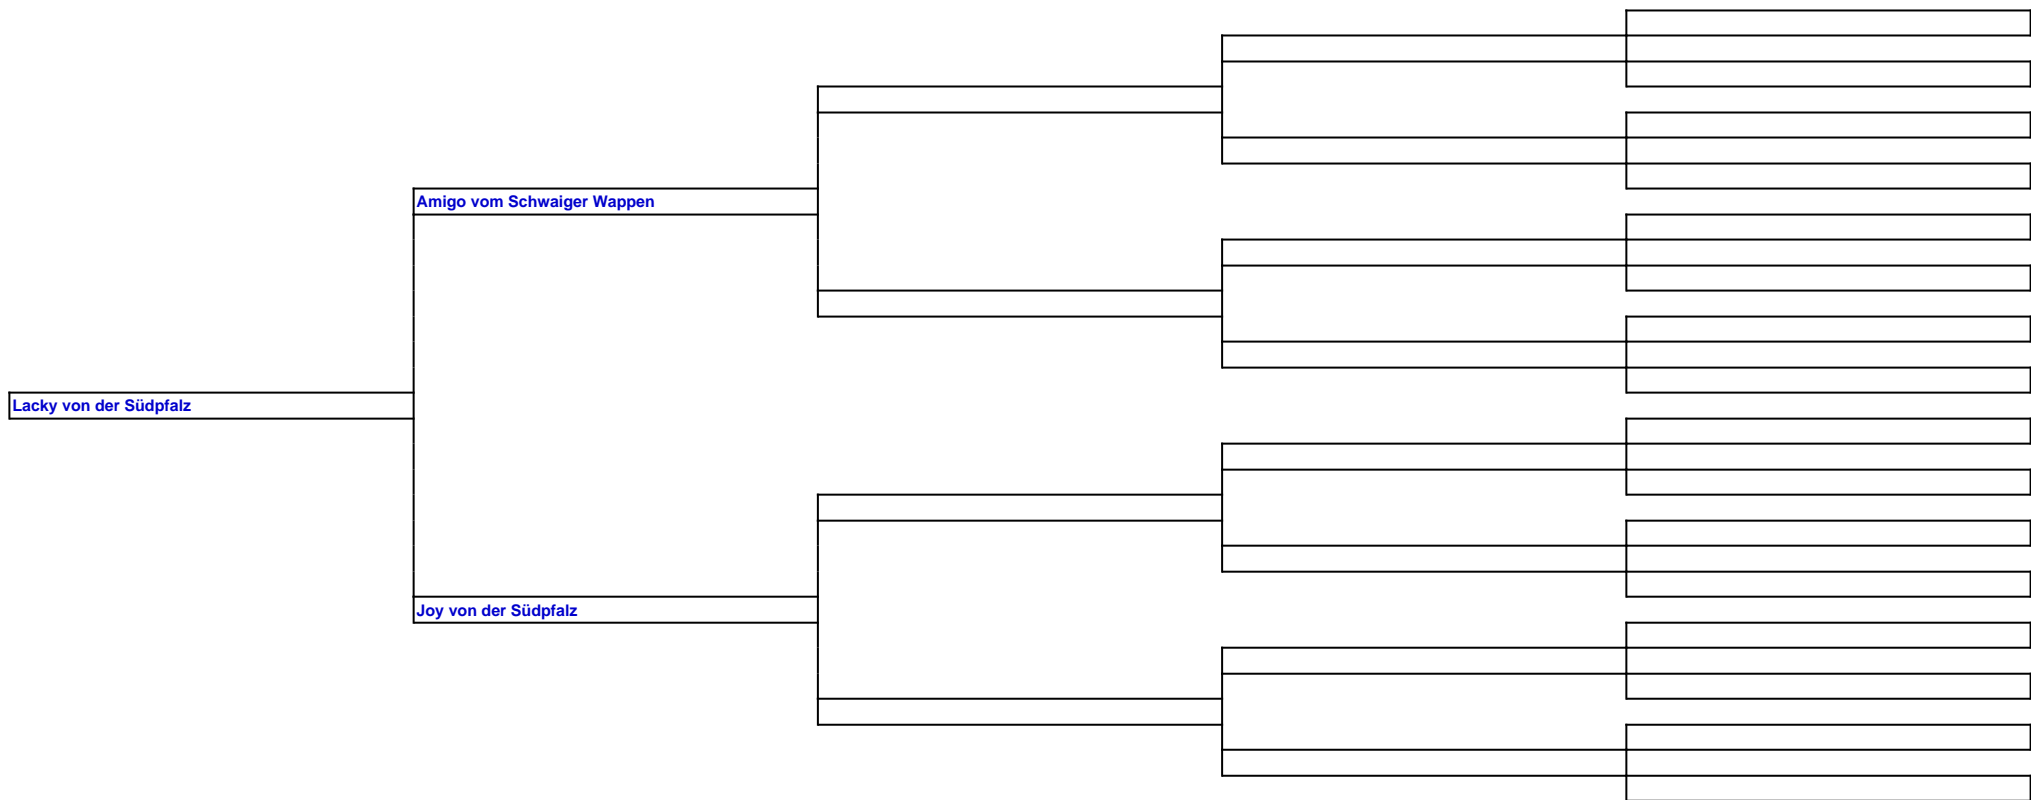 Amigo vom Schwaiger Wappen
Lacky von der Südpfalz
Joy von der Südpfalz